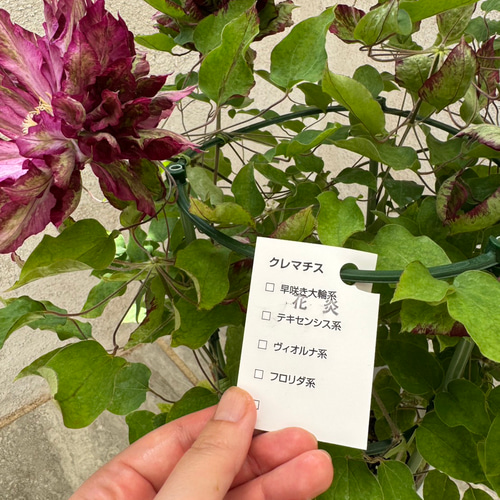 クレマチス
□ 早咲き大輪系
花炎
□ テキセンシス系
□ ヴィオルナ系
□ フロリダ系
□